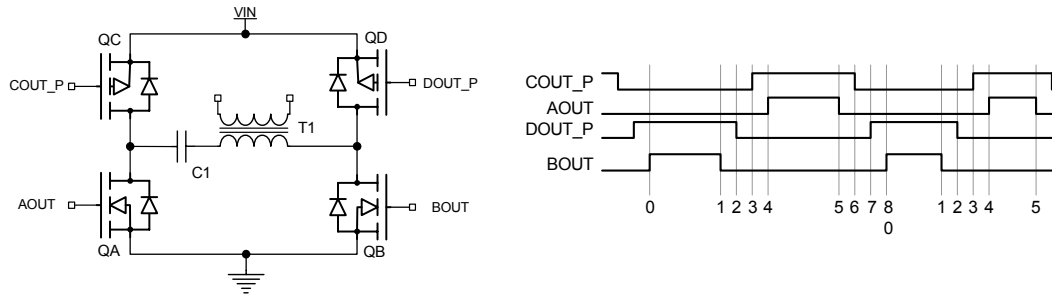 VIN
QC
QD
COUT_P
DOUT_P
T1
C1
AOUT
BOUT
QA
QB
COUT_P
AOUT
DOUT_P
BOUT
0 1 2 3 4 5 6 7 8 1 2 3 4 5
0